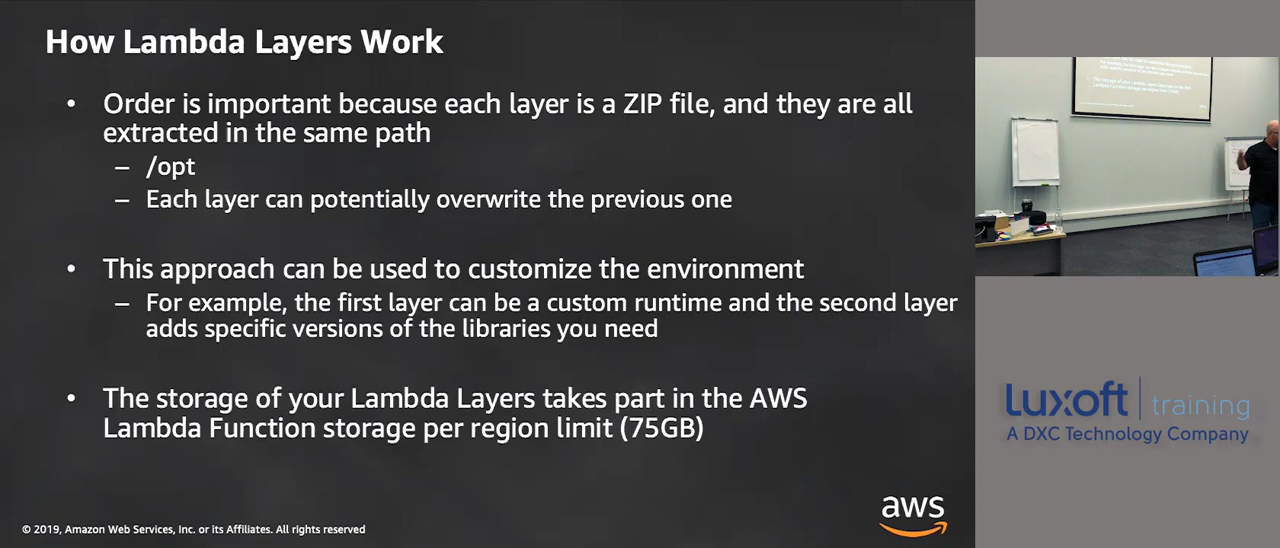 How Lambda Layers Work
• Order is important because each layer is a ZIP file, and they are all
extracted in the same path
– /opt
– Each layer can potentially overwrite the previous one
• This approach can be used to customize the environment
– For example, the first layer can be a custom runtime and the second layer
adds specific versions of the libraries you need
• The storage of your Lambda Layers takes part in the AWS
Lambda Function storage per region limit (75GB)
© 2019, Amazon Web Services, Inc. or its Affiliates. All rights reserved
aws
Luxoft training
A DXC Technology Company